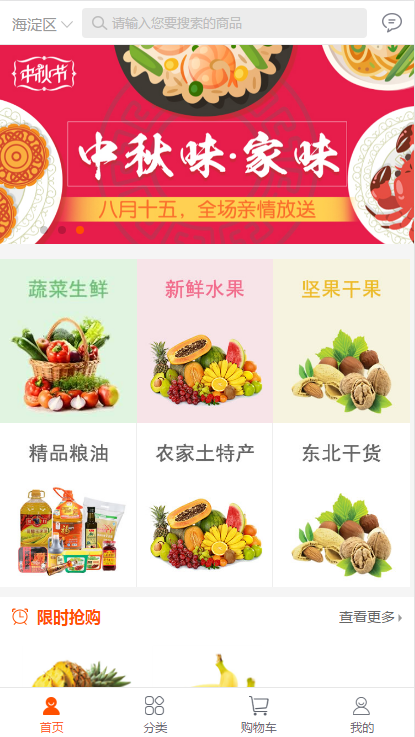 海淀区
请输入您要搜索的商品
中秋节
中秋味·家味
八月十五，全场亲情放送
蔬菜生鲜
新鲜水果
坚果干果
精品粮油
农家土特产
东北干货
限时抢购
查看更多
首页
分类
购物车
我的